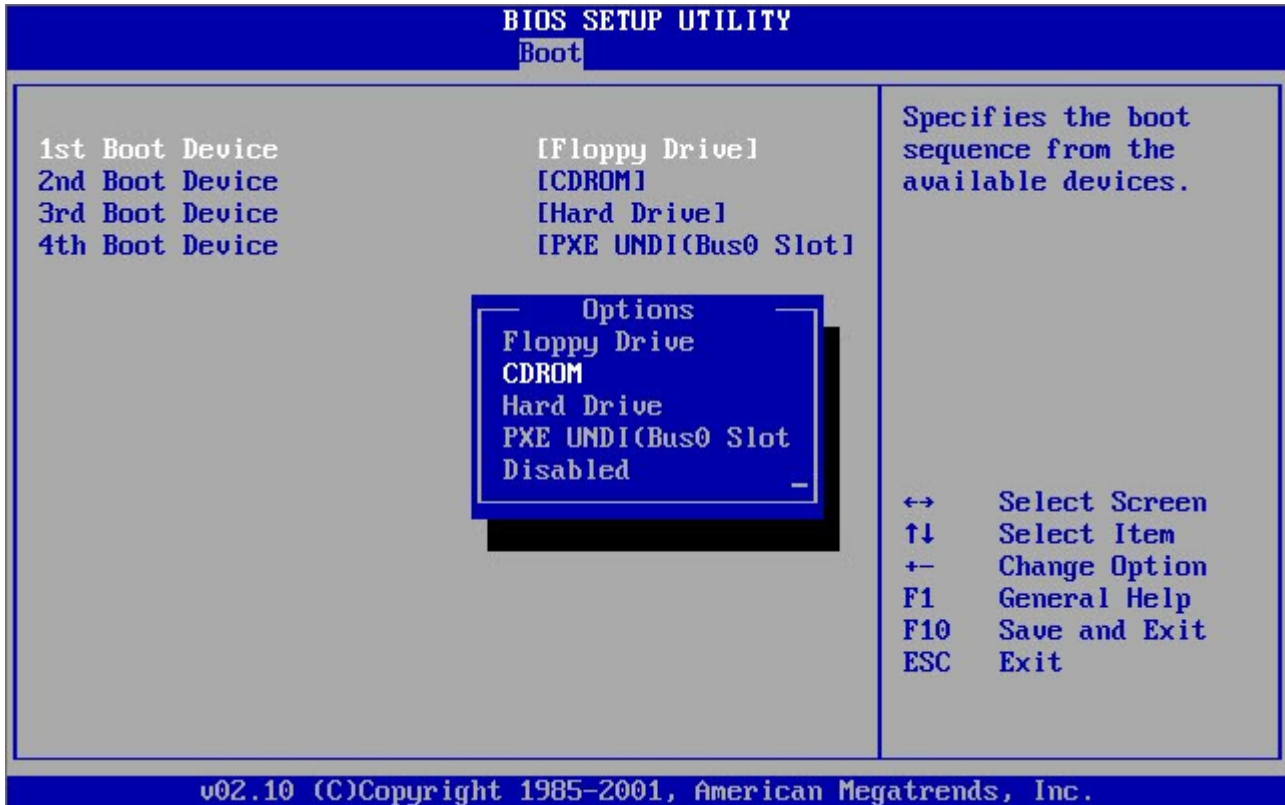 BIOS SETUP UTILITY
Boot
1st Boot Device [Floppy Drive]
2nd Boot Device [CDROM]
3rd Boot Device [Hard Drive]
4th Boot Device [PXE UNDI(Bus0 Slot]
Options
Floppy Drive
CDROM
Hard Drive
PXE UNDI(Bus0 Slot
Disabled
Specifies the boot
sequence from the
available devices.
←→ Select Screen
↑↓ Select Item
+- Change Option
F1 General Help
F10 Save and Exit
ESC Exit
v02.10 (C)Copyright 1985-2001, American Megatrends, Inc.